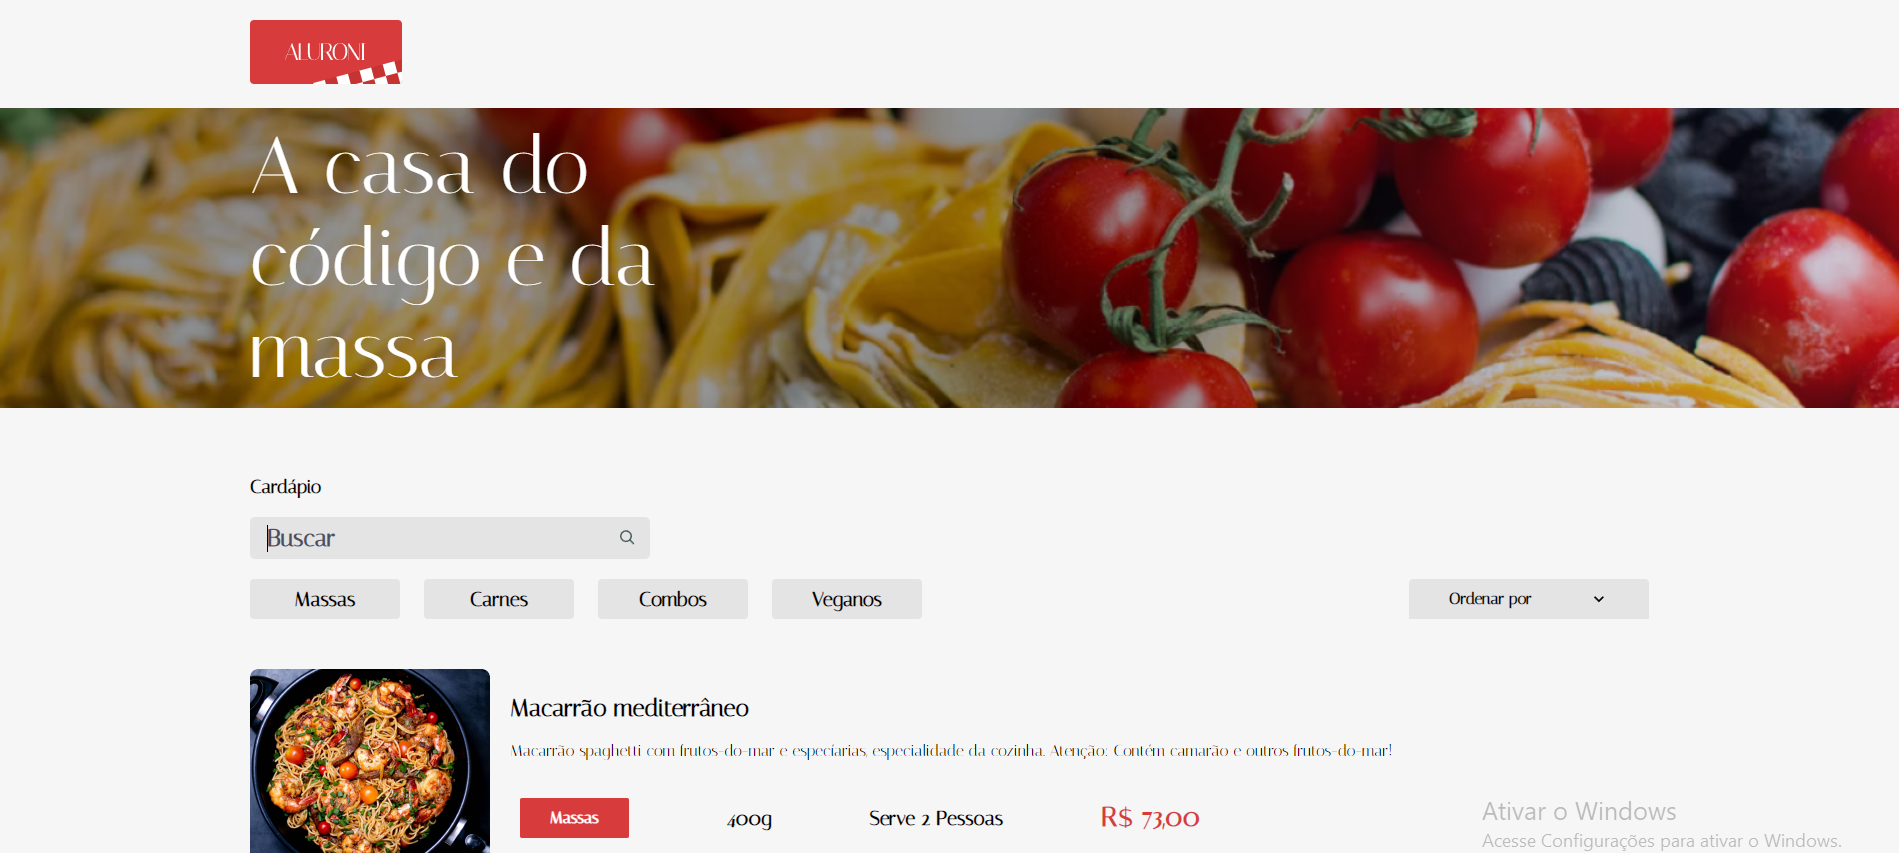 ALURONI
A casa do
código e da
massa
Cardápio
Buscar
Massas Carnes Combos Veganos Ordenar por
Macarrão mediterrâneo
Macarrão spaghetti com frutos-do-mar e especíarias, especialidade da cozinha. Atenção: Contém camarão e outros frutos-do-mar!
Massas 400g Serve 2 Pessoas R$ 73,00
Ativar o Windows
Acesse Configurações para ativar o Windows.